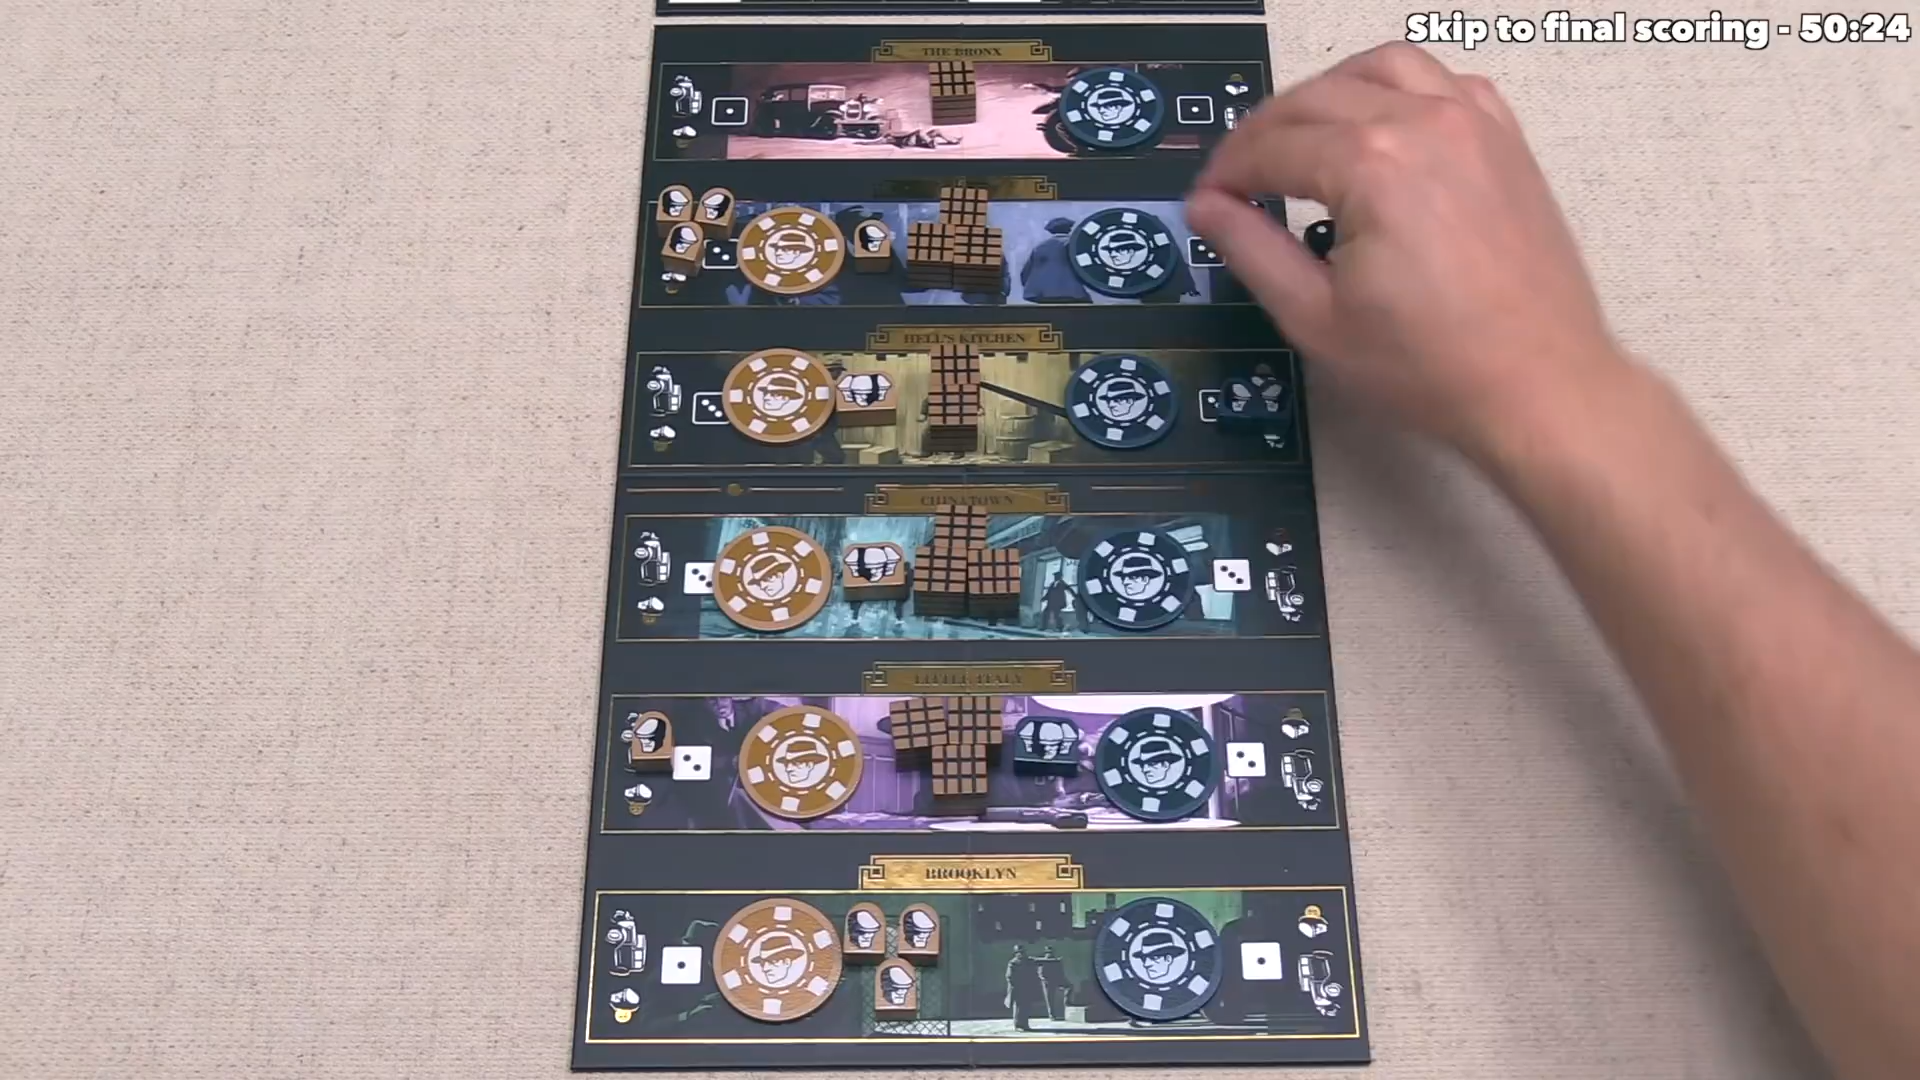 Skip to final scoring - 50:24
THE BRONX
HELL'S KITCHEN
CHINATOWN
LITTLE ITALY
BROOKLYN